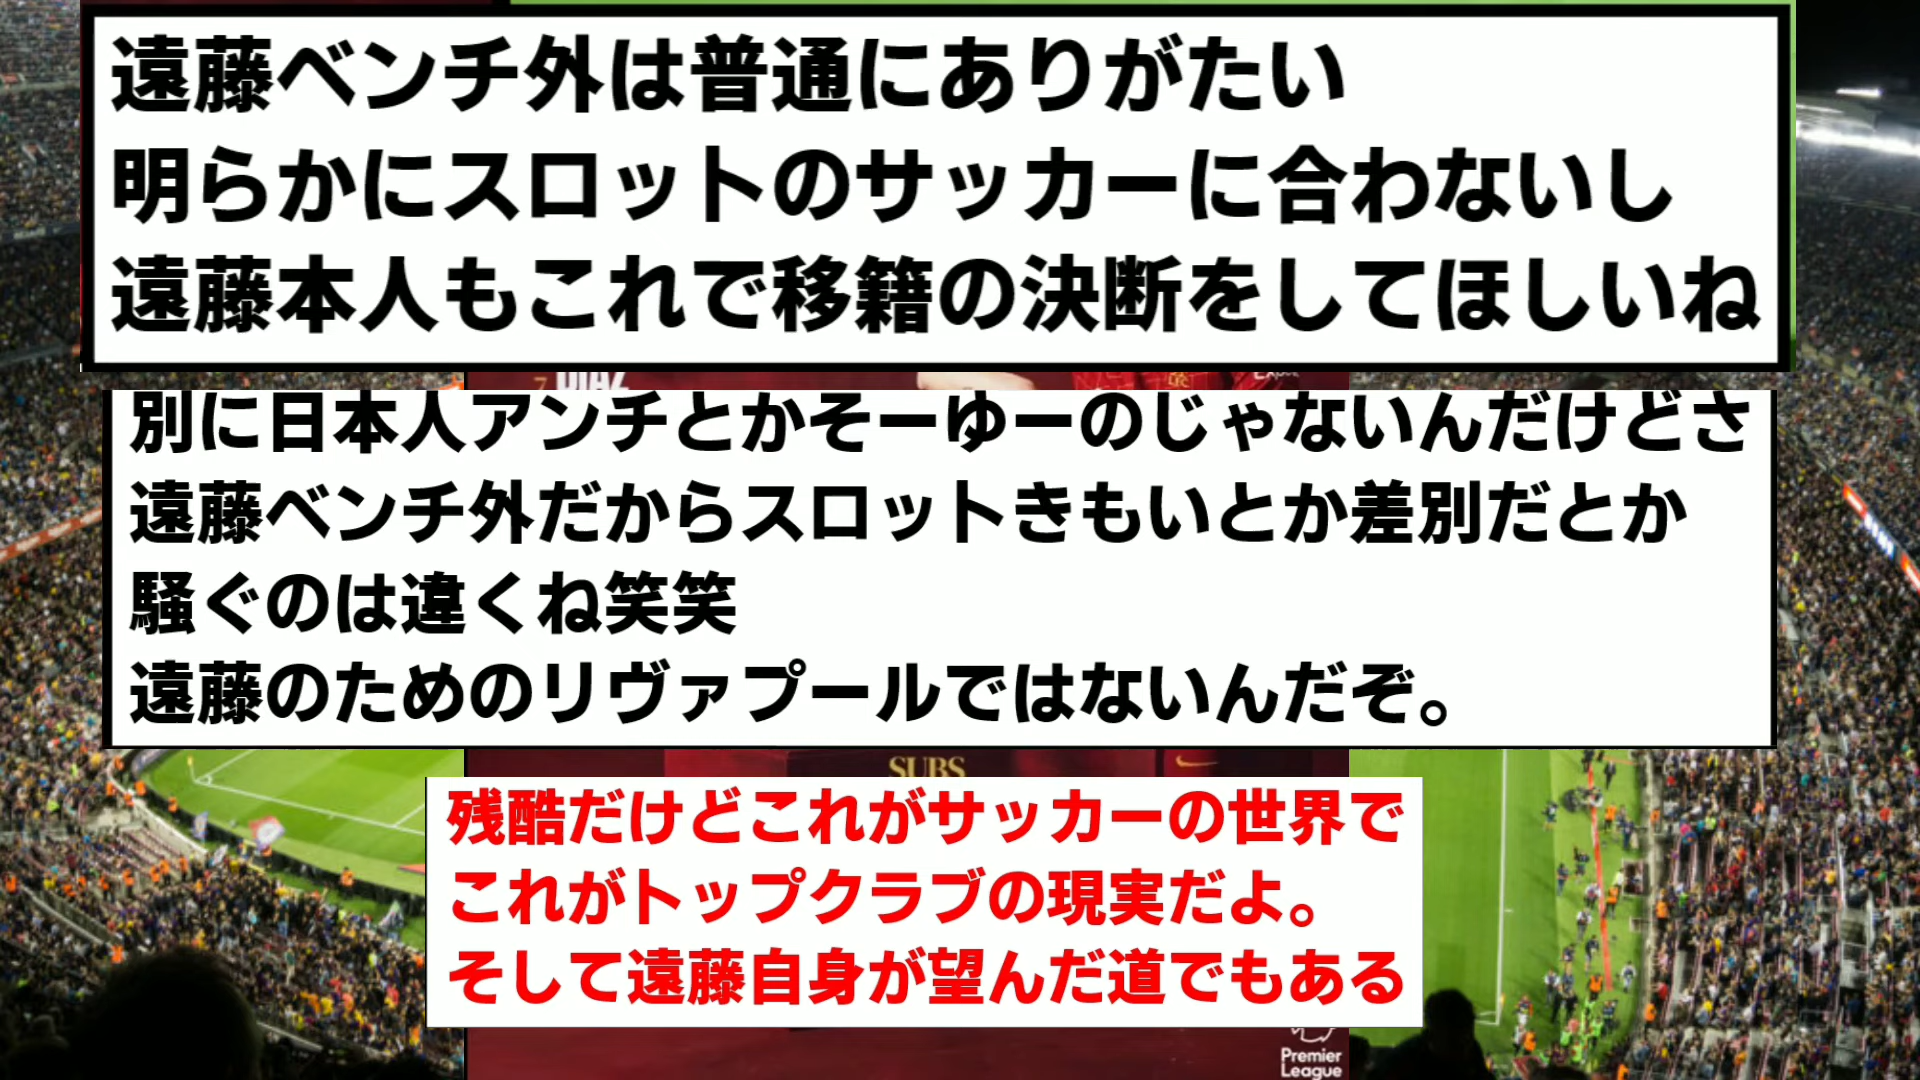 遠藤ベンチ外は普通にありがたい
明らかにスロットのサッカーに合わないし
遠藤本人もこれで移籍の決断をしてほしいね
7 DIAZ
別に日本人アンチとかそーゆーのじゃないんだけどさ
遠藤ベンチ外だからスロットきもいとか差別だとか
騒ぐのは違くね笑笑
遠藤のためのリヴァプールではないんだぞ。
SUBS
残酷だけどこれがサッカーの世界で
これがトップクラブの現実だよ。
そして遠藤自身が望んだ道でもある
Premier
League